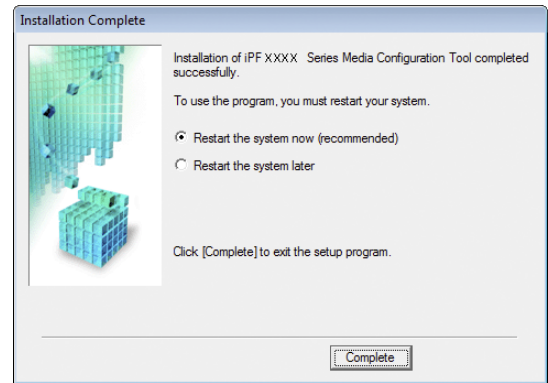 Installation Complete
Installation of iPF XXXX Series Media Configuration Tool completed
successfully.
To use the program, you must restart your system.
Restart the system now (recommended)
Restart the system later
Click [Complete] to exit the setup program.
Complete